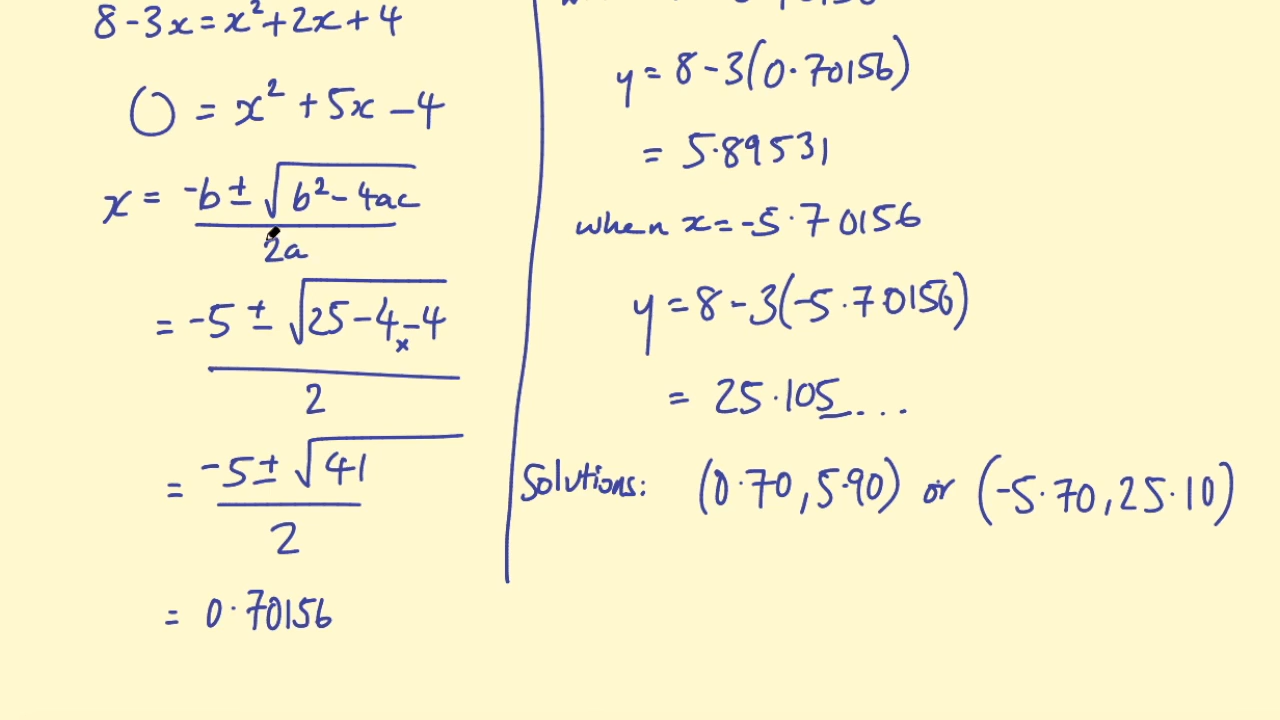 8-3x=x²+2x+4
0 = x² +5x -4
x = -b ± √b²-4ac
2a
= -5 ± √25-4×-4
2
= -5 ± √41
2
= 0.70156
y = 8-3(0.70156)
= 5.89531
when x=-5.70156
y = 8-3(-5.70156)
= 25.105....
Solutions: (0.70,5.90) or (-5.70,25.10)